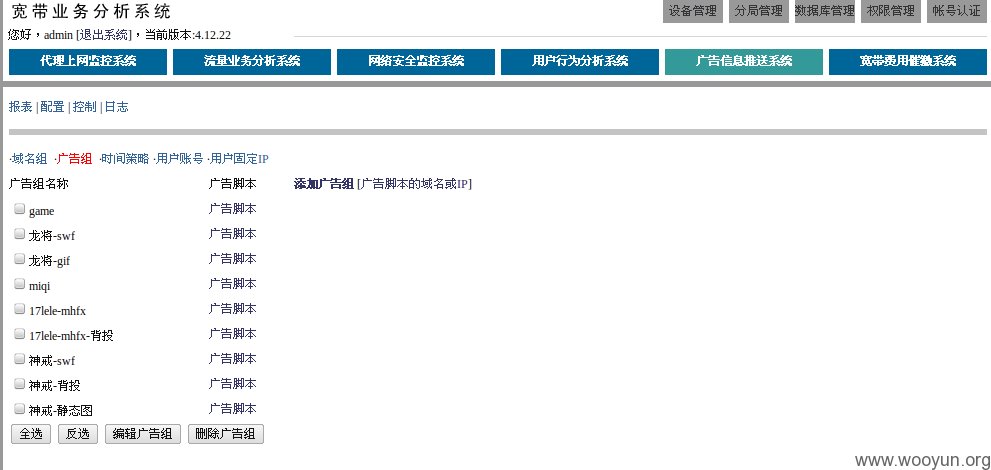 宽带业务分析系统
设备管理 分局管理 数据库管理 权限管理 帐号认证
您好，admin [退出系统]，当前版本:4.12.22
代理上网监控系统 流量业务分析系统 网络安全监控系统 用户行为分析系统 广告信息推送系统 宽带费用催缴系统
报表 | 配置 | 控制 | 日志
·域名组 ·广告组 ·时间策略 ·用户账号 ·用户固定IP
广告组名称 广告脚本 添加广告组 [广告脚本的域名或IP]
game 广告脚本
龙将-swf 广告脚本
龙将-gif 广告脚本
miqi 广告脚本
17lele-mhfx 广告脚本
17lele-mhfx-背投 广告脚本
神戒-swf 广告脚本
神戒-背投 广告脚本
神戒-静态图 广告脚本
全选 反选 编辑广告组 删除广告组
www.wooyun.org